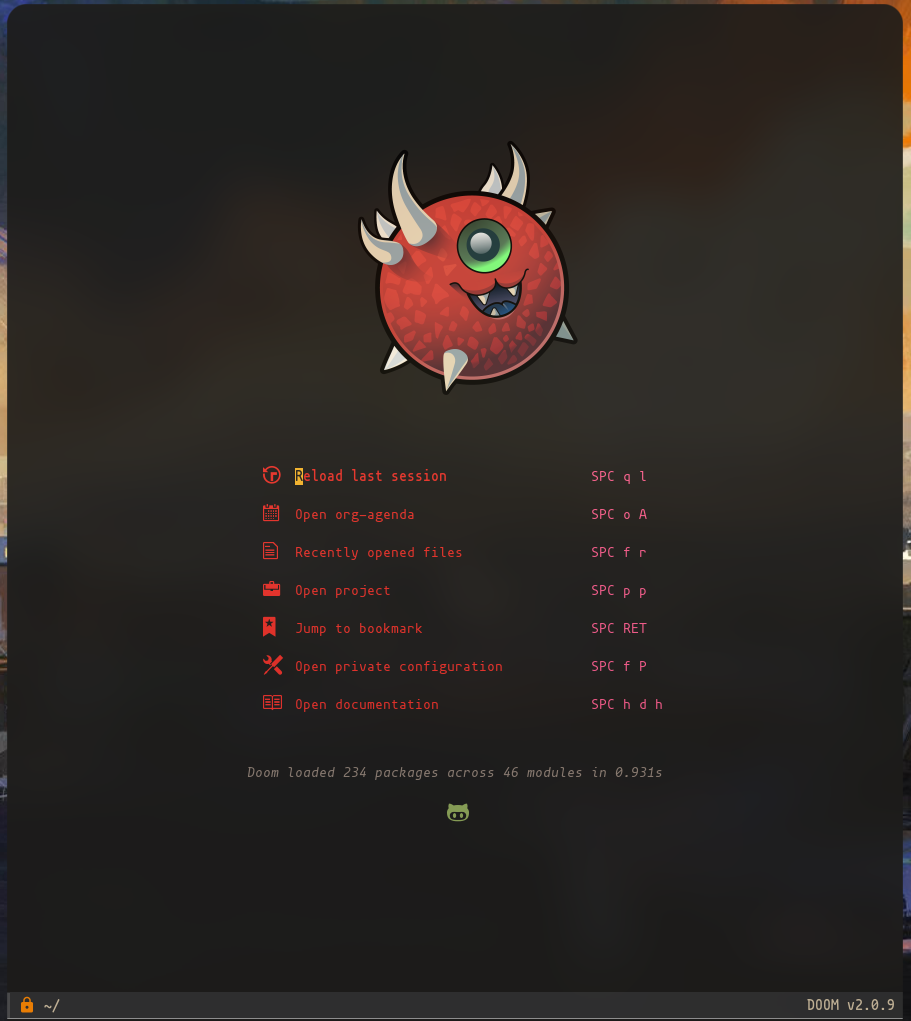 Reload last session SPC q l
Open org-agenda SPC o A
Recently opened files SPC f r
Open project SPC p p
Jump to bookmark SPC RET
Open private configuration SPC f P
Open documentation SPC h d h
Doom loaded 234 packages across 46 modules in 0.931s
~/ DOOM v2.0.9